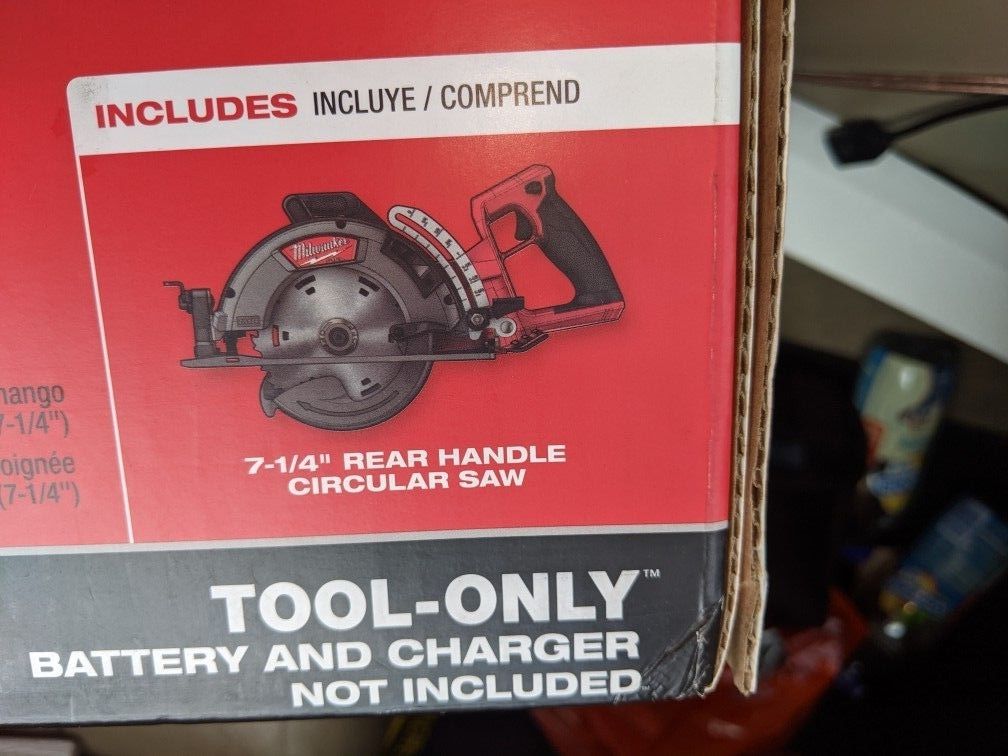 INCLUDES INCLUYE / COMPREND
Milwaukee
7-1/4")
oignée
(7-1/4")
7-1/4" REAR HANDLE
CIRCULAR SAW
TOOL-ONLY™
BATTERY AND CHARGER
NOT INCLUDED